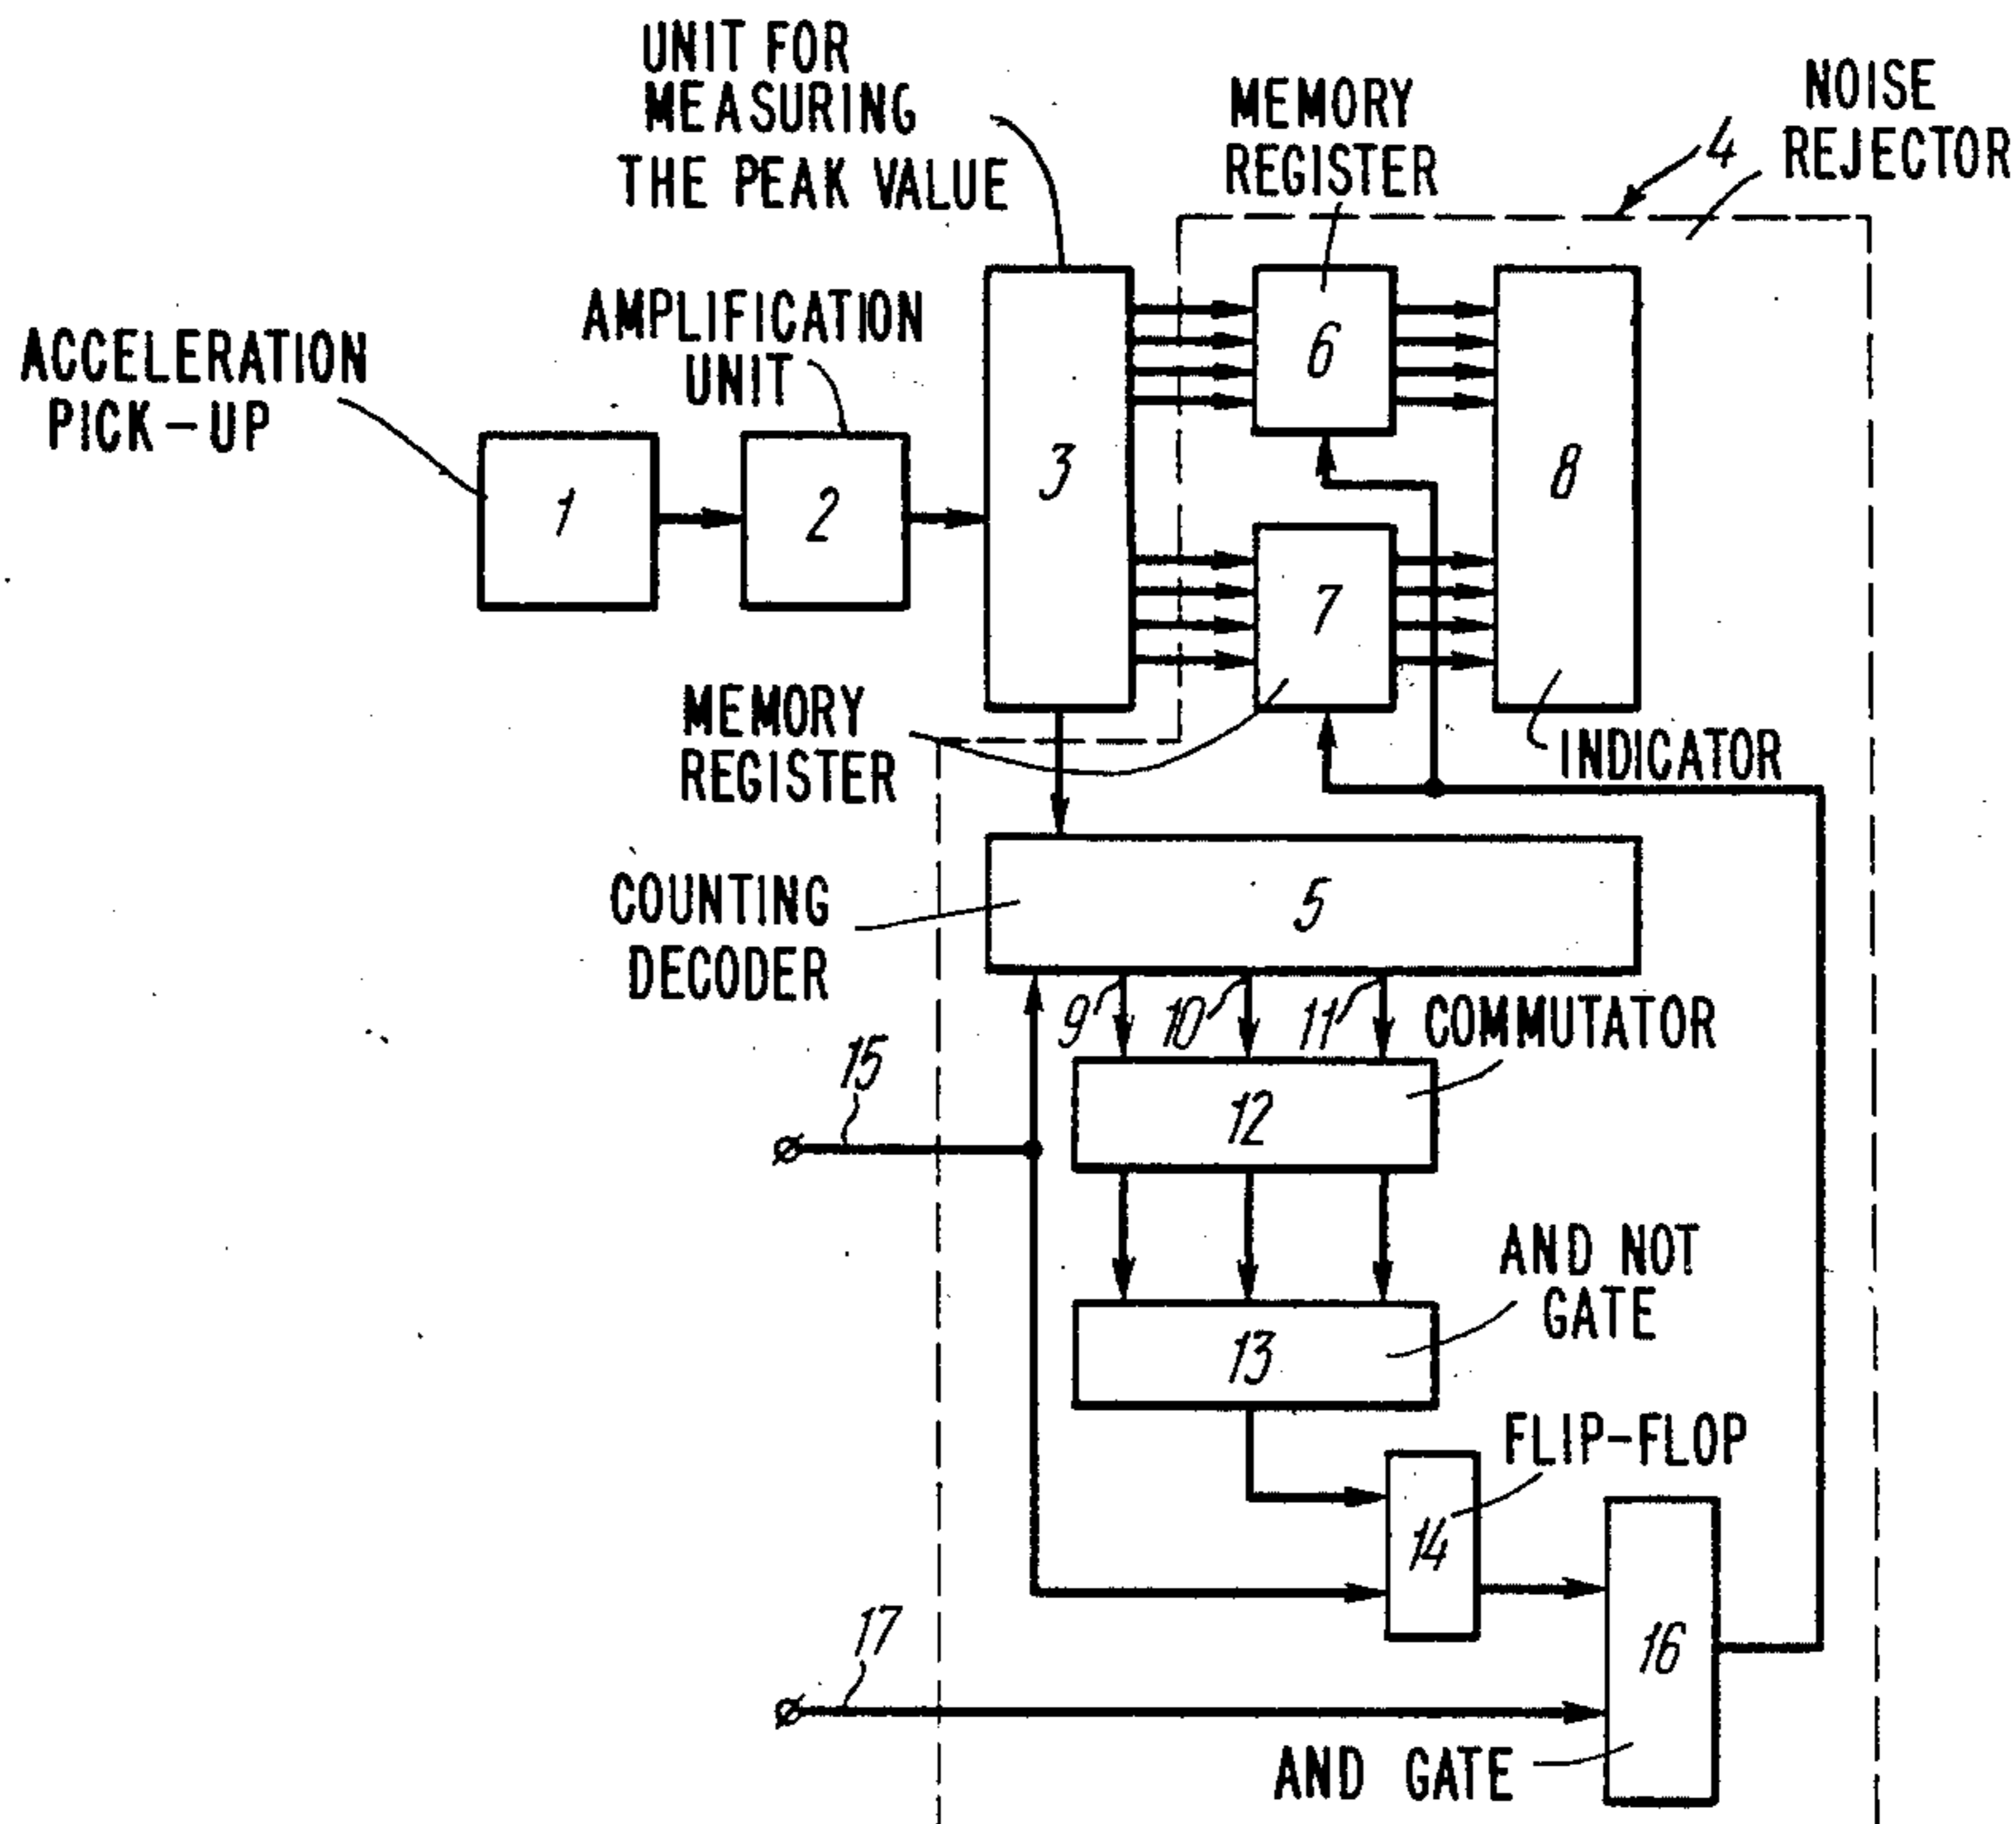 UNIT FOR
MEASURING
THE PEAK VALUE
MEMORY
REGISTER
4
NOISE
REJECTOR
AMPLIFICATION
UNIT
ACCELERATION
PICK-UP
1
2
3
6
7
8
MEMORY
REGISTER
INDICATOR
COUNTING
DECODER
5
9
10
11
COMMUTATOR
15
12
AND NOT
GATE
13
FLIP-FLOP
14
17
16
AND GATE